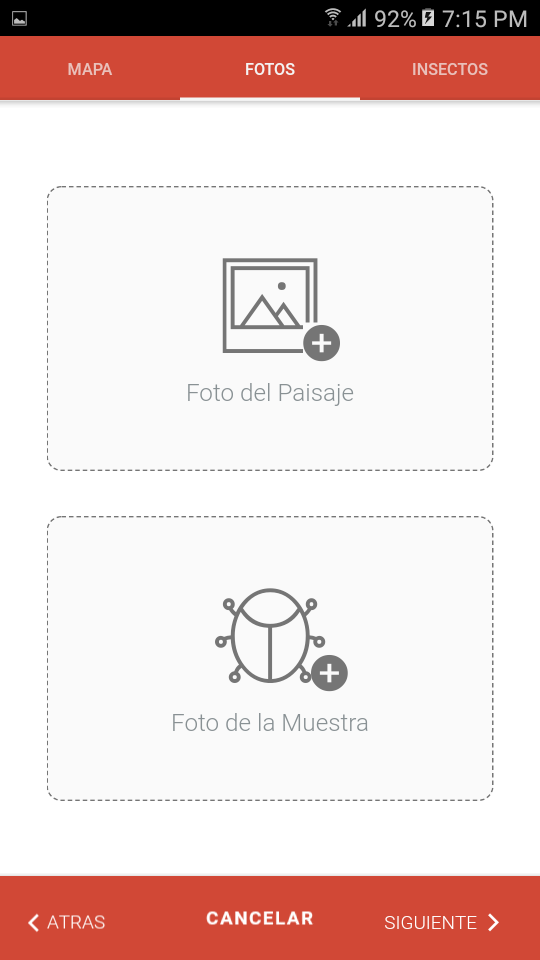 92% 7:15 PM
MAPA FOTOS INSECTOS
Foto del Paisaje
Foto de la Muestra
ATRAS CANCELAR SIGUIENTE